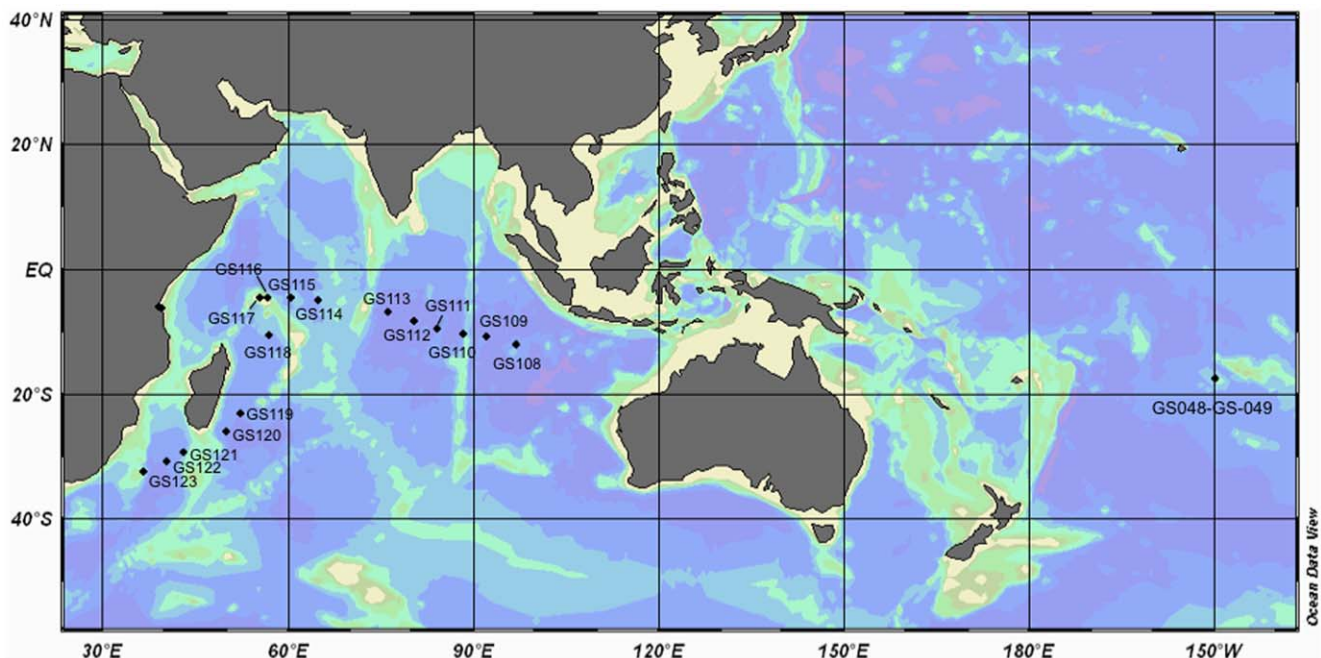 40°N
20°N
EQ
20°S
40°S
GS116
GS115
GS117
GS114
GS118
GS113
GS111
GS112
GS109
GS110
GS108
GS119
GS120
GS121
GS122
GS123
GS048-GS-049
30°E
60°E
90°E
120°E
150°E
180°E
150°W
Ocean Data View